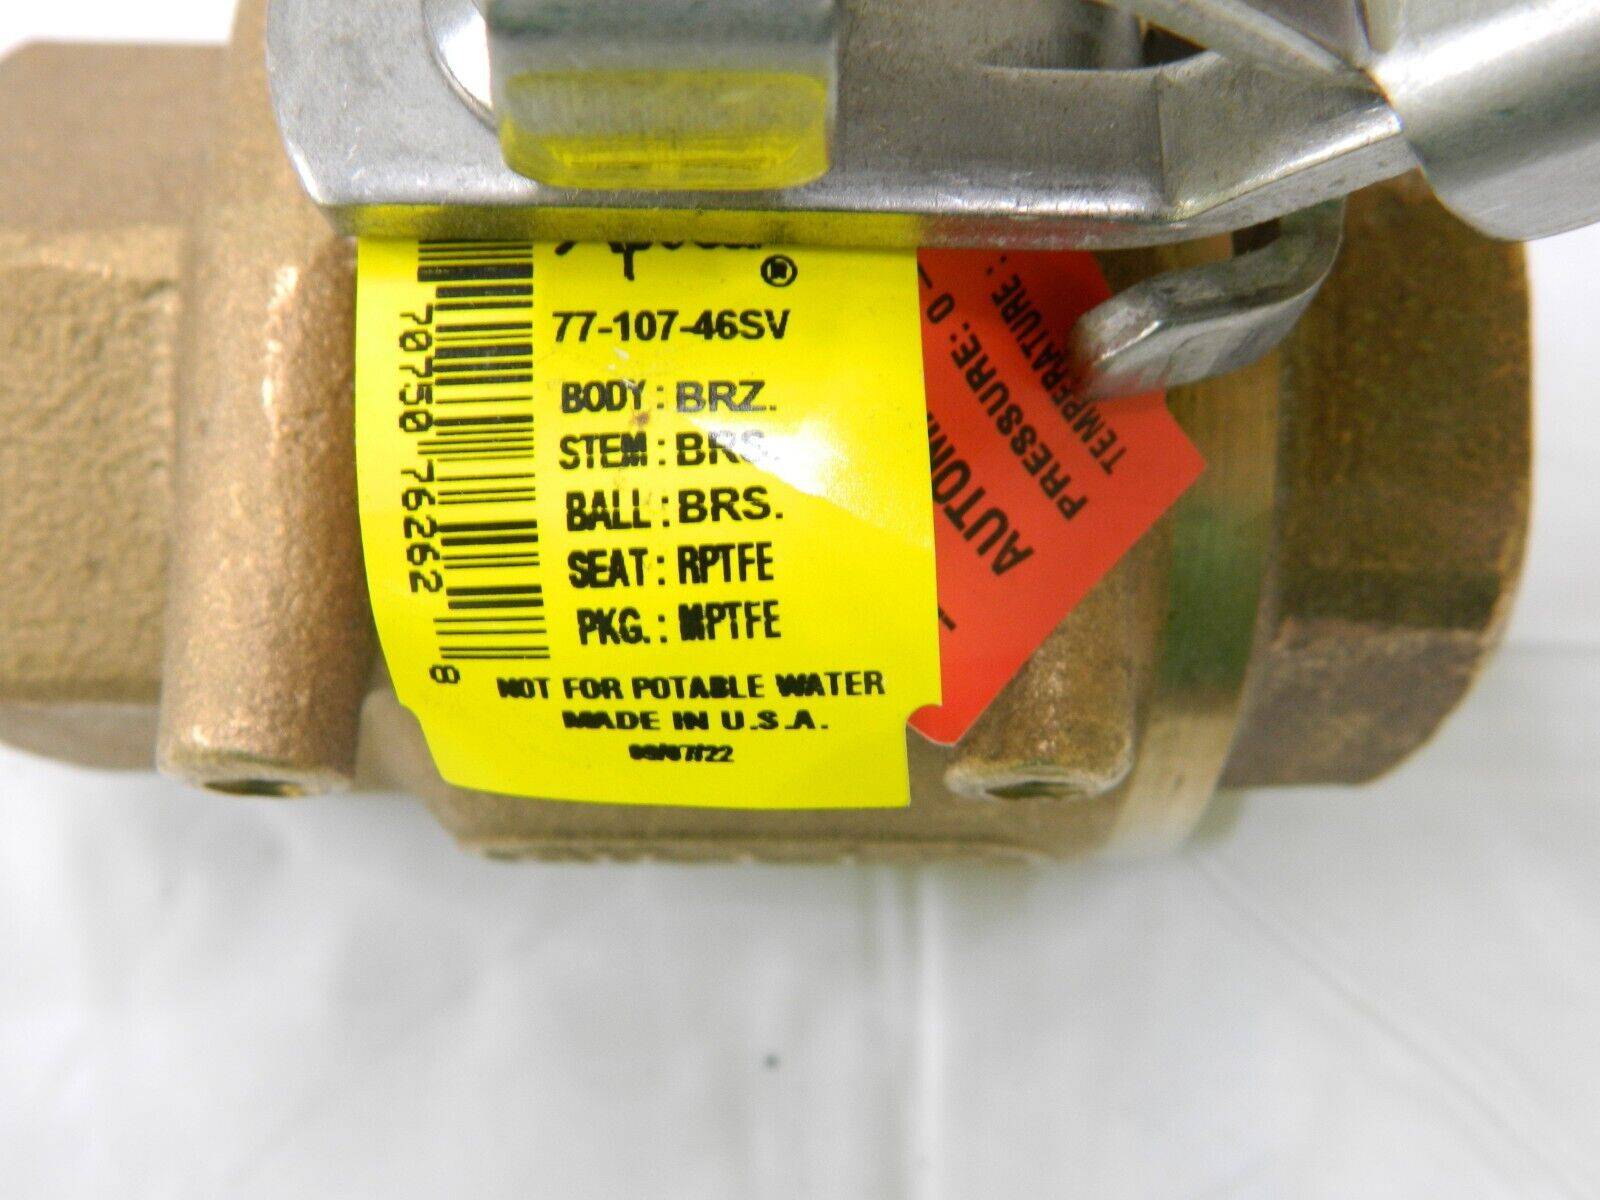 ®
77-107-46SV
BODY: BRZ.
STEM: BRS.
BALL: BRS.
SEAT: RPTFE
PKG.: MPTFE
NOT FOR POTABLE WATER
MADE IN U.S.A.
70750 76262 8
PRESSURE: 0 -
TEMPERATURE: